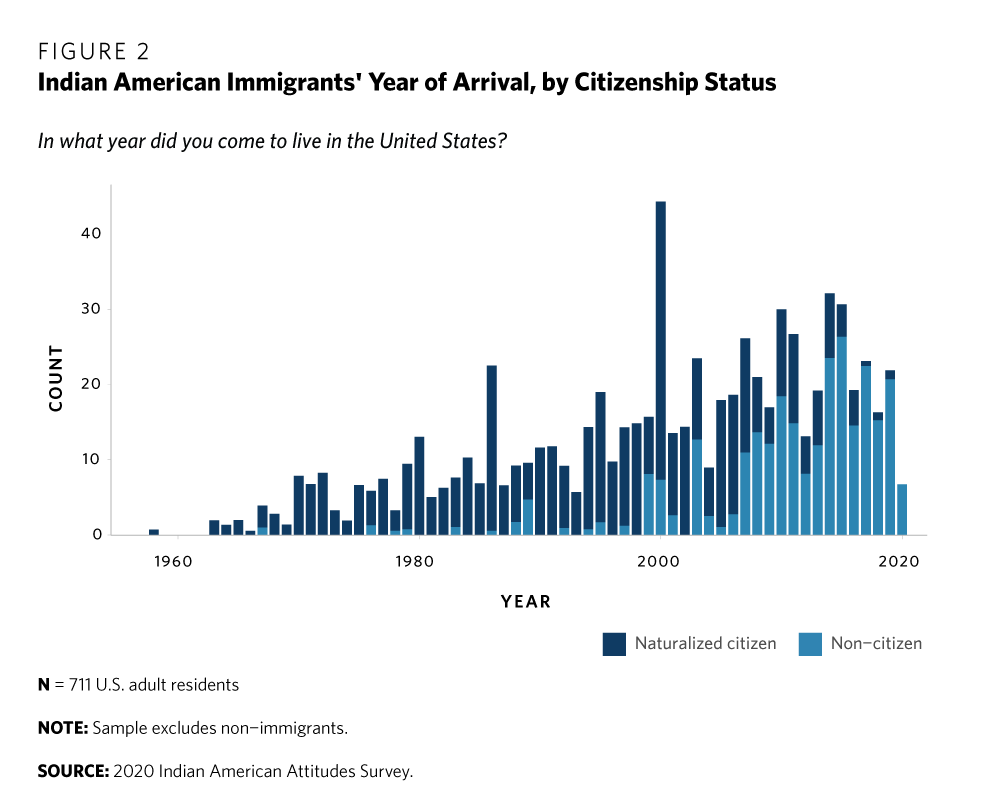 FIGURE 2
Indian American Immigrants' Year of Arrival, by Citizenship Status
In what year did you come to live in the United States?
40
30
20
10
0
COUNT
1960 1980 2000 2020
YEAR
Naturalized citizen Non−citizen
N = 711 U.S. adult residents
NOTE: Sample excludes non−immigrants.
SOURCE: 2020 Indian American Attitudes Survey.